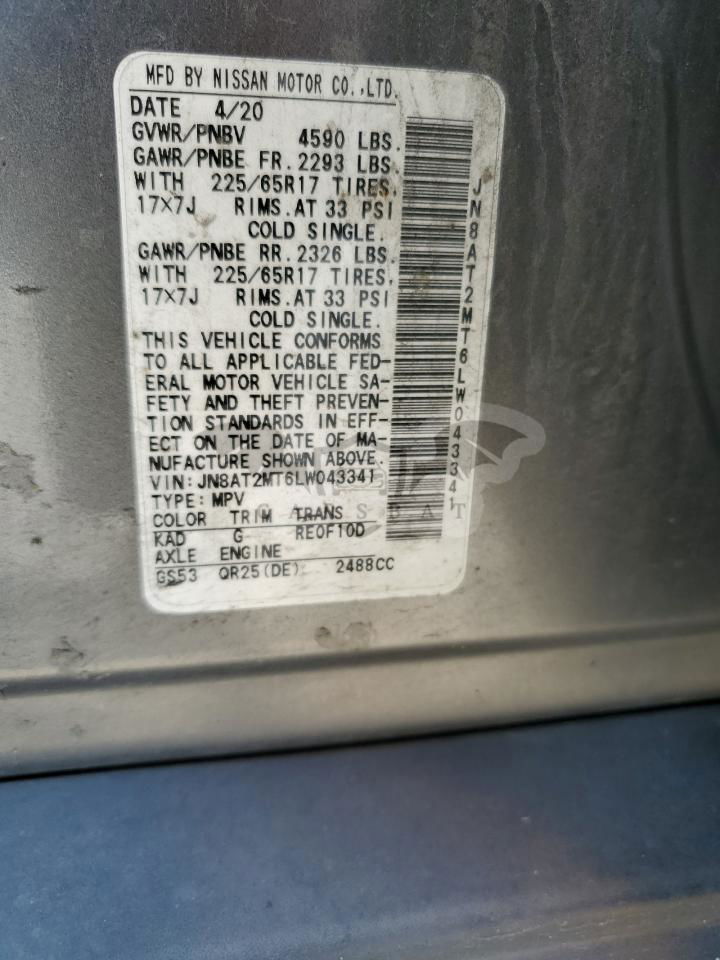 MFD BY NISSAN MOTOR CO.,LTD.
DATE 4/20
GVWR/PNBV 4590 LBS.
GAWR/PNBE FR. 2293 LBS.
WITH 225/65R17 TIRES,
17×7J RIMS.AT 33 PSI
COLD SINGLE.
GAWR/PNBE RR. 2326 LBS.
WITH 225/65R17 TIRES,
17×7J RIMS.AT 33 PSI
COLD SINGLE.
THIS VEHICLE CONFORMS
TO ALL APPLICABLE FED-
ERAL MOTOR VEHICLE SA-
FETY AND THEFT PREVEN-
TION STANDARDS IN EFF-
ECT ON THE DATE OF MA-
NUFACTURE SHOWN ABOVE.
VIN:JN8AT2MT6LW043341
TYPE:MPV
COLOR TRIM TRANS
KAD G RE0F10D
AXLE ENGINE
GS53 QR25(DE) 2488CC
JN8AT2MT6LW043341